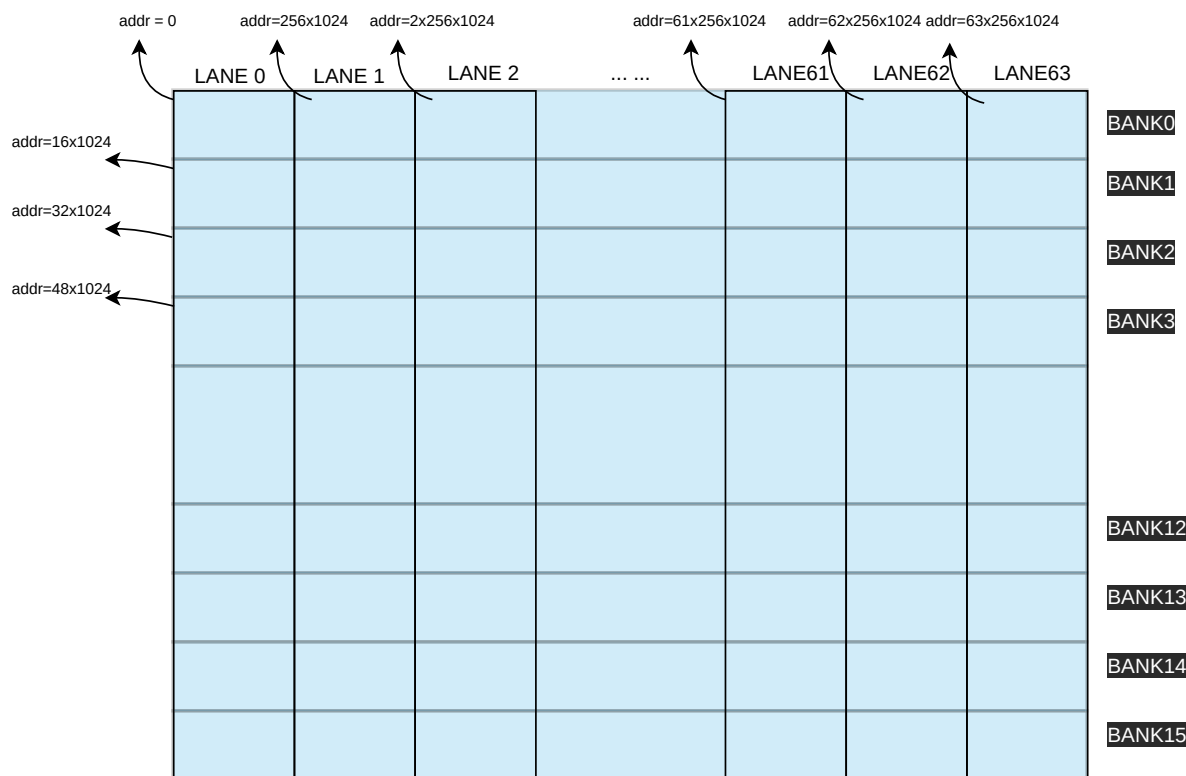 addr = 0
addr=256x1024
addr=2x256x1024
addr=61x256x1024
addr=62x256x1024
addr=63x256x1024
LANE 0
LANE 1
LANE 2
... ...
LANE61
LANE62
LANE63
BANK0
addr=16x1024
BANK1
addr=32x1024
BANK2
addr=48x1024
BANK3
BANK12
BANK13
BANK14
BANK15